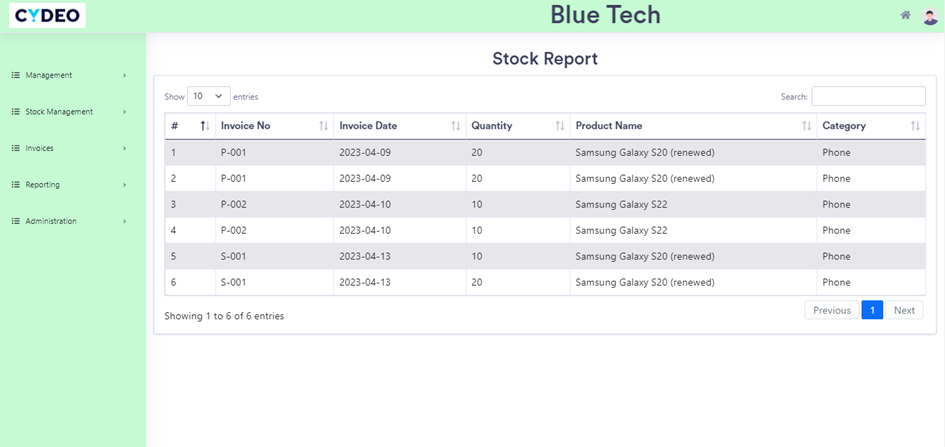 CYDEO
Blue Tech
Management
Stock Management
Invoices
Reporting
Administration
Stock Report
Show 10 entries
Search:
# Invoice No Invoice Date Quantity Product Name Category
1 P-001 2023-04-09 20 Samsung Galaxy S20 (renewed) Phone
2 P-001 2023-04-09 20 Samsung Galaxy S20 (renewed) Phone
3 P-002 2023-04-10 10 Samsung Galaxy S22 Phone
4 P-002 2023-04-10 10 Samsung Galaxy S22 Phone
5 S-001 2023-04-13 10 Samsung Galaxy S20 (renewed) Phone
6 S-001 2023-04-13 20 Samsung Galaxy S20 (renewed) Phone
Showing 1 to 6 of 6 entries
Previous 1 Next